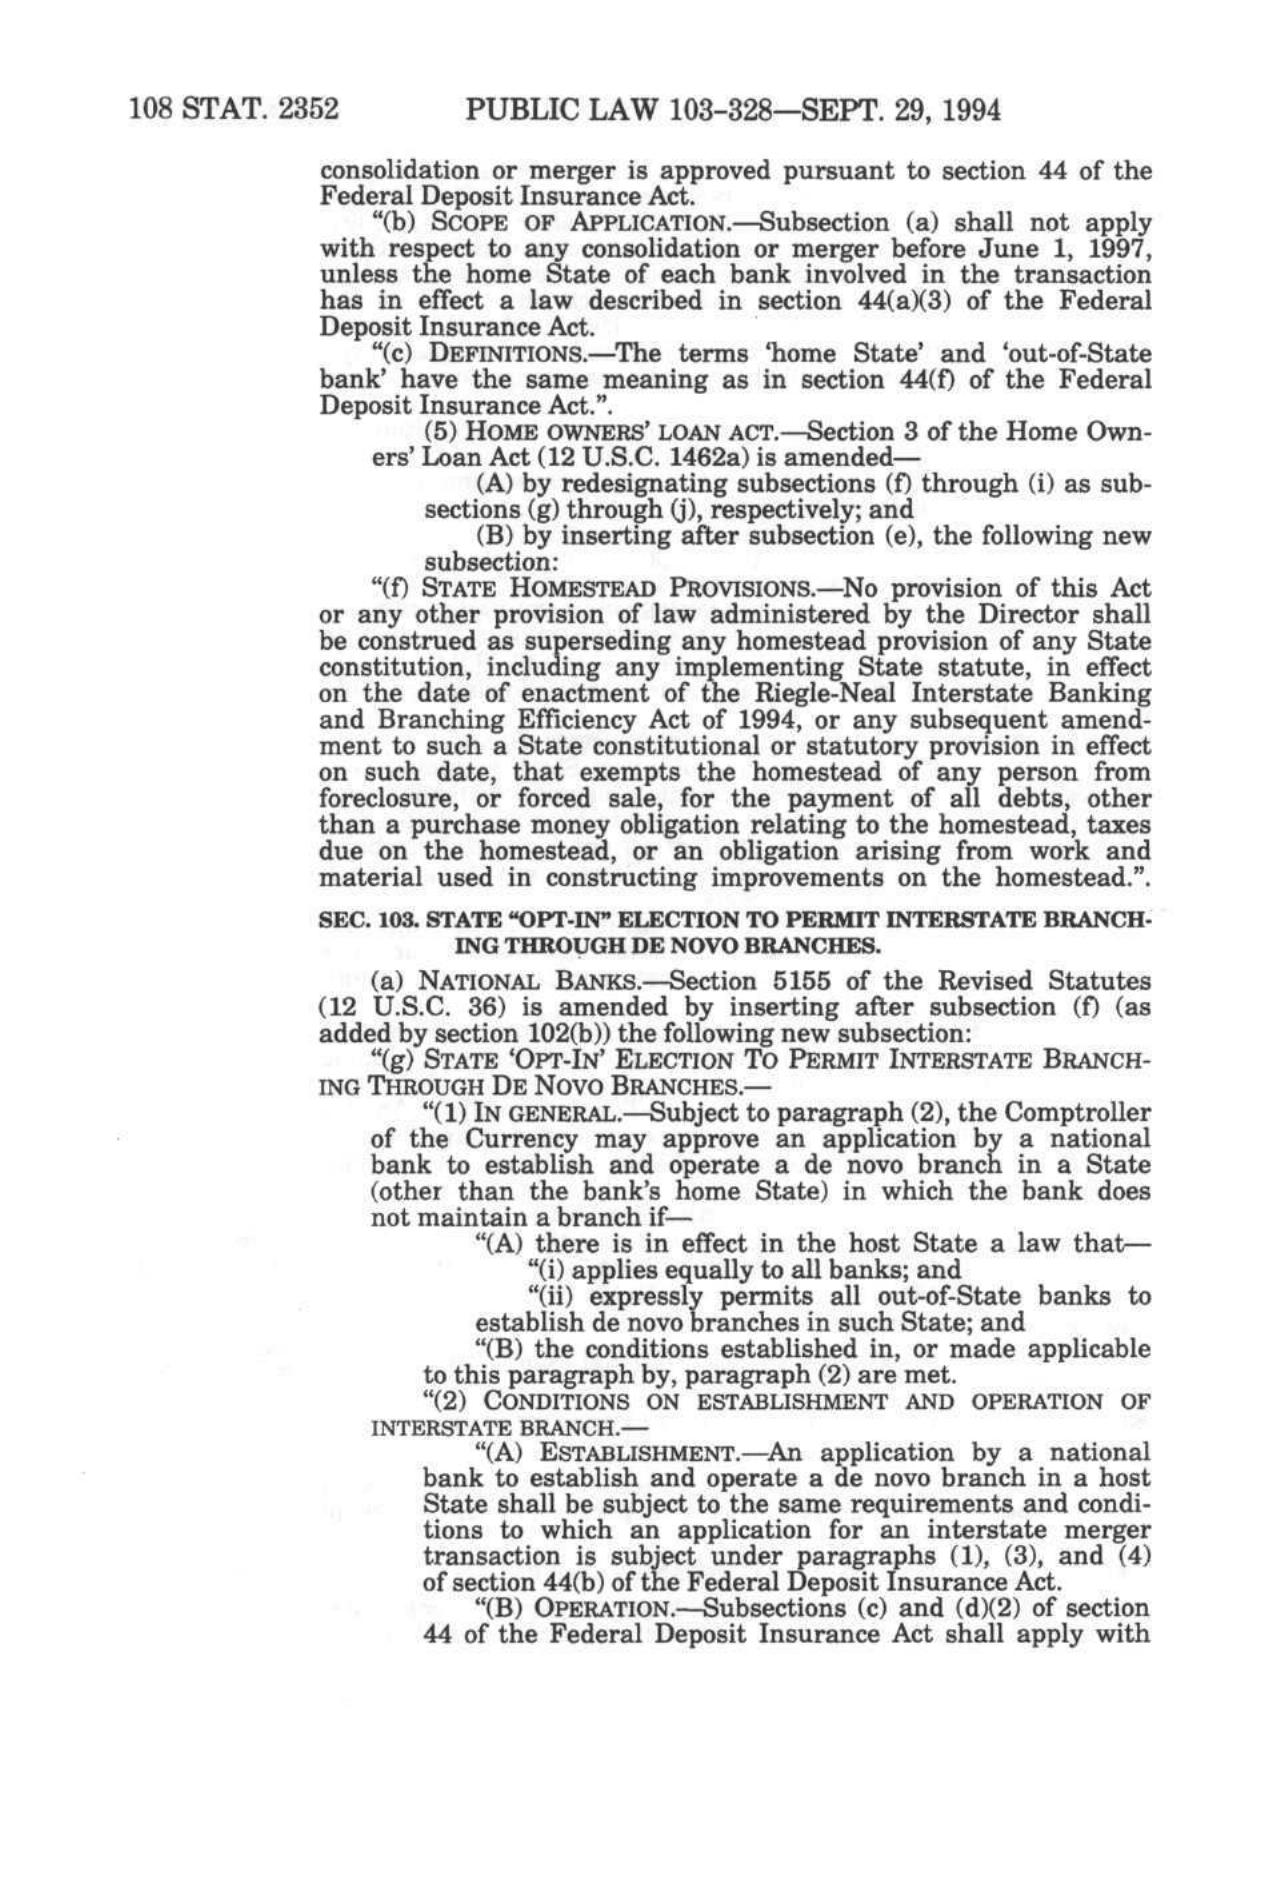 108 STAT. 2352 PUBLIC LAW 103-328—SEPT. 29, 1994
consolidation or merger is approved pursuant to section 44 of the
Federal Deposit Insurance Act.
“(b) SCOPE OF APPLICATION.—Subsection (a) shall not apply
with respect to any consolidation or merger before June 1, 1997,
unless the home State of each bank involved in the transaction
has in effect a law described in section 44(a)(3) of the Federal
Deposit Insurance Act.
“(c) DEFINITIONS.—The terms ‘home State’ and ‘out-of-State
bank’ have the same meaning as in section 44(f) of the Federal
Deposit Insurance Act.”.
(5) HOME OWNERS’ LOAN ACT.—Section 3 of the Home Own-
ers’ Loan Act (12 U.S.C. 1462a) is amended—
(A) by redesignating subsections (f) through (i) as sub-
sections (g) through (j), respectively; and
(B) by inserting after subsection (e), the following new
subsection:
“(f) STATE HOMESTEAD PROVISIONS.—No provision of this Act
or any other provision of law administered by the Director shall
be construed as superseding any homestead provision of any State
constitution, including any implementing State statute, in effect
on the date of enactment of the Riegle-Neal Interstate Banking
and Branching Efficiency Act of 1994, or any subsequent amend-
ment to such a State constitutional or statutory provision in effect
on such date, that exempts the homestead of any person from
foreclosure, or forced sale, for the payment of all debts, other
than a purchase money obligation relating to the homestead, taxes
due on the homestead, or an obligation arising from work and
material used in constructing improvements on the homestead.”.
SEC. 103. STATE “OPT-IN” ELECTION TO PERMIT INTERSTATE BRANCH-
ING THROUGH DE NOVO BRANCHES.
(a) NATIONAL BANKS.—Section 5155 of the Revised Statutes
(12 U.S.C. 36) is amended by inserting after subsection (f) (as
added by section 102(b)) the following new subsection:
“(g) STATE ‘OPT-IN’ ELECTION TO PERMIT INTERSTATE BRANCH-
ING THROUGH DE NOVO BRANCHES.—
“(1) IN GENERAL.—Subject to paragraph (2), the Comptroller
of the Currency may approve an application by a national
bank to establish and operate a de novo branch in a State
(other than the bank’s home State) in which the bank does
not maintain a branch if—
“(A) there is in effect in the host State a law that—
“(i) applies equally to all banks; and
“(ii) expressly permits all out-of-State banks to
establish de novo branches in such State; and
“(B) the conditions established in, or made applicable
to this paragraph by, paragraph (2) are met.
“(2) CONDITIONS ON ESTABLISHMENT AND OPERATION OF
INTERSTATE BRANCH.—
“(A) ESTABLISHMENT.—An application by a national
bank to establish and operate a de novo branch in a host
State shall be subject to the same requirements and condi-
tions to which an application for an interstate merger
transaction is subject under paragraphs (1), (3), and (4)
of section 44(b) of the Federal Deposit Insurance Act.
“(B) OPERATION.—Subsections (c) and (d)(2) of section
44 of the Federal Deposit Insurance Act shall apply with